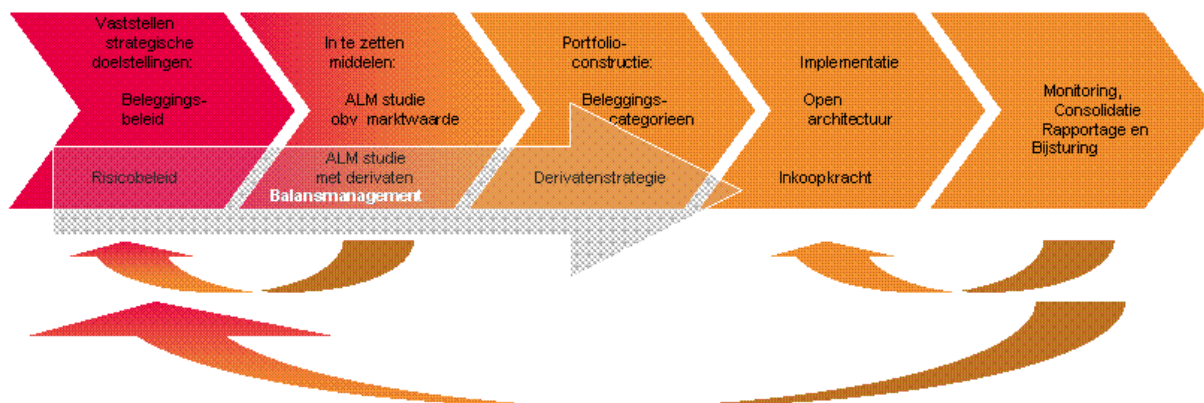 Vaststellen
strategische
doelstellingen:
Beleggings-
beleid
Risicobeleid
In te zetten
middelen:
ALM studie
obv marktwaarde
ALM studie
met derivaten
Balansmanagement
Portfolio-
constructie:
Beleggings-
categorieen
Derivatenstrategie
Implementatie
Open
architectuur
Inkoopkracht
Monitoring,
Consolidatie
Rapportage en
Bijsturing